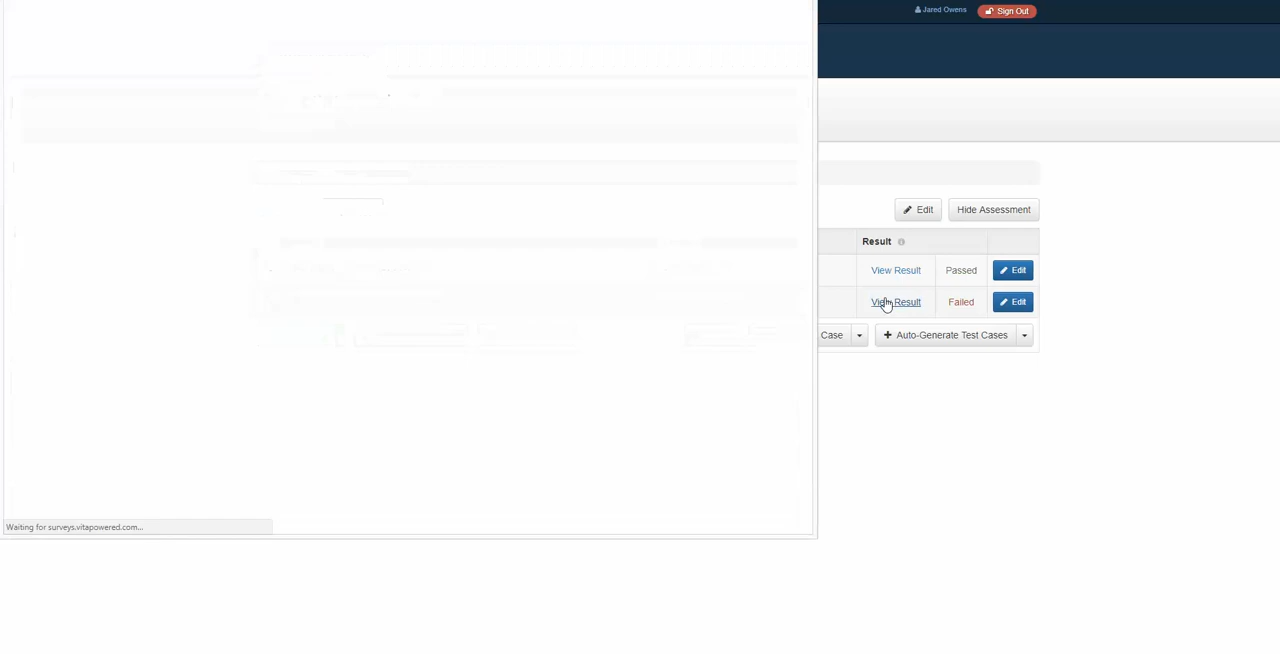 Jared Owens
Sign Out
Edit
Hide Assessment
Result
View Result
Passed
Edit
View Result
Failed
Edit
Case
Auto-Generate Test Cases
Waiting for surveys.vitapowered.com...